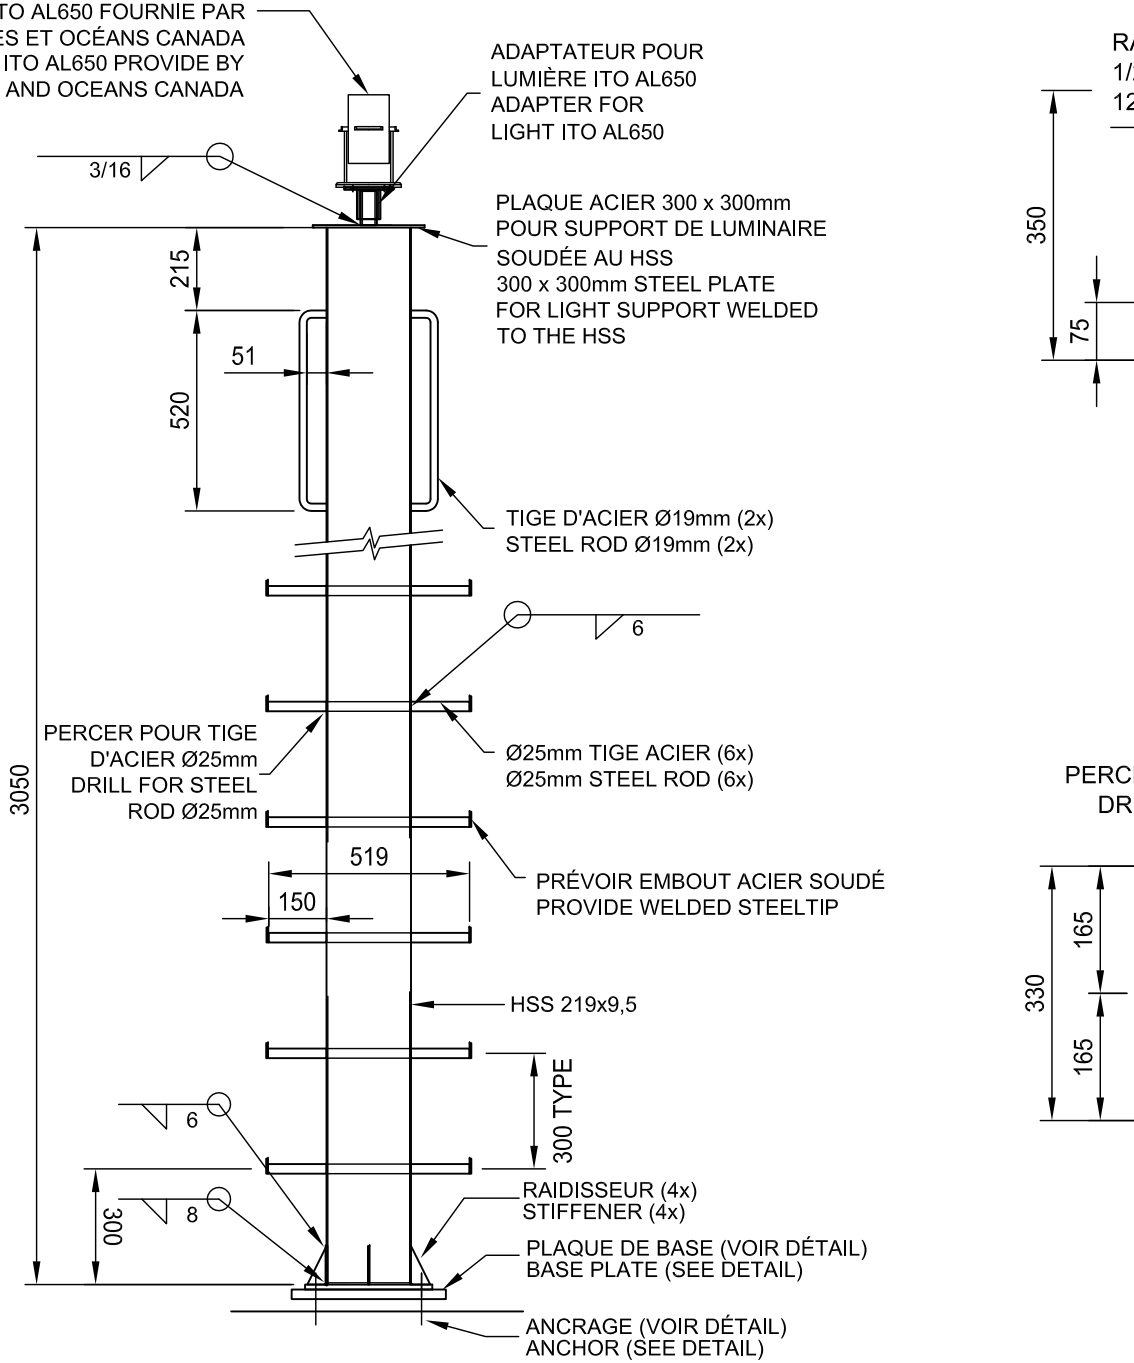 TO AL650 FOURNIE PAR
ES ET OCÉANS CANADA
ITO AL650 PROVIDE BY
AND OCEANS CANADA
ADAPTATEUR POUR
LUMIÈRE ITO AL650
ADAPTER FOR
LIGHT ITO AL650
3/16
PLAQUE ACIER 300 x 300mm
POUR SUPPORT DE LUMINAIRE
SOUDÉE AU HSS
300 x 300mm STEEL PLATE
FOR LIGHT SUPPORT WELDED
TO THE HSS
215
51
520
TIGE D'ACIER Ø19mm (2x)
STEEL ROD Ø19mm (2x)
6
PERCER POUR TIGE
D'ACIER Ø25mm
DRILL FOR STEEL
ROD Ø25mm
Ø25mm TIGE ACIER (6x)
Ø25mm STEEL ROD (6x)
3050
519
150
PRÉVOIR EMBOUT ACIER SOUDÉ
PROVIDE WELDED STEELTIP
HSS 219x9,5
300 TYPE
6
8
300
RAIDISSEUR (4x)
STIFFENER (4x)
PLAQUE DE BASE (VOIR DÉTAIL)
BASE PLATE (SEE DETAIL)
ANCRAGE (VOIR DÉTAIL)
ANCHOR (SEE DETAIL)
RA
1/
12
350
75
PERC
DR
165
330
165